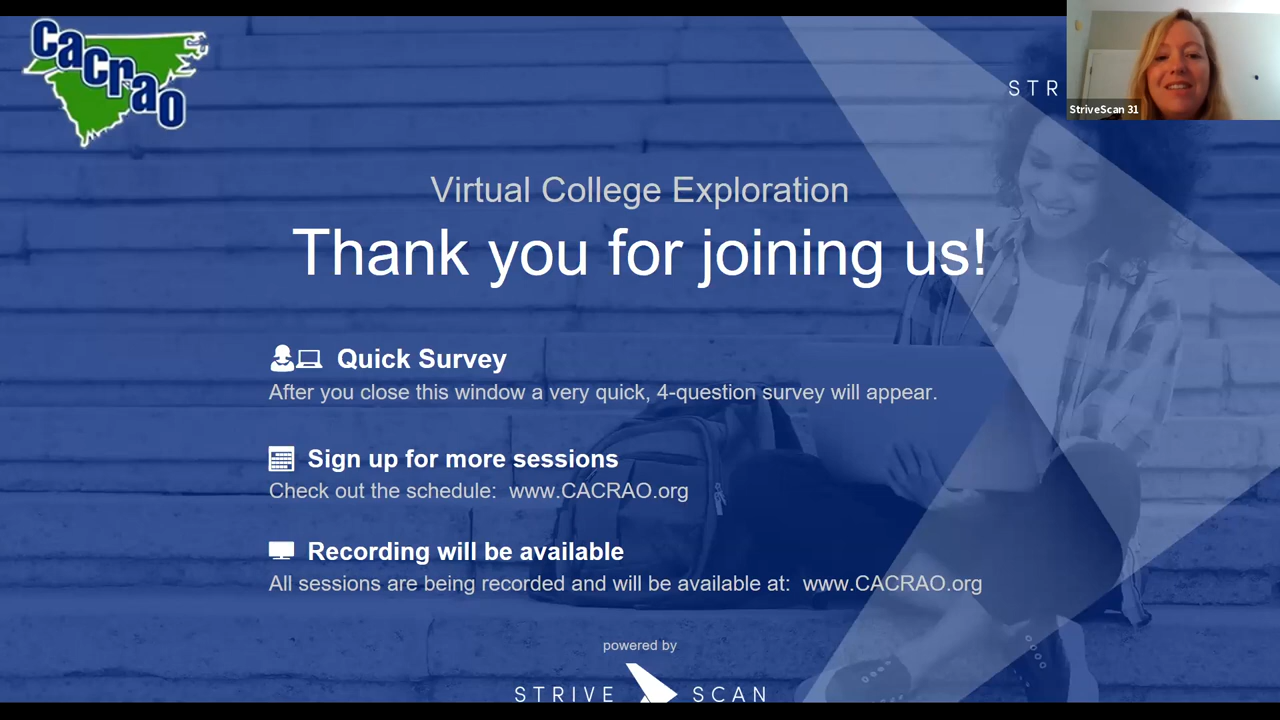 cacrao
STR
StriveScan 31
Virtual College Exploration
Thank you for joining us!
Quick Survey
After you close this window a very quick, 4-question survey will appear.
Sign up for more sessions
Check out the schedule: www.CACRAO.org
Recording will be available
All sessions are being recorded and will be available at: www.CACRAO.org
powered by
STRIVE SCAN